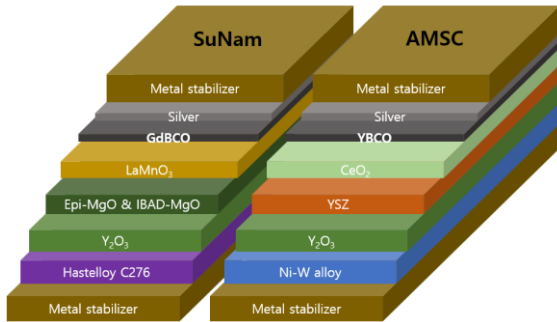 SuNam
Metal stabilizer
Silver
GdBCO
LaMnO₃
Epi-MgO & IBAD-MgO
Y₂O₃
Hastelloy C276
Metal stabilizer
AMSC
Metal stabilizer
Silver
YBCO
CeO₂
YSZ
Y₂O₃
Ni-W alloy
Metal stabilizer